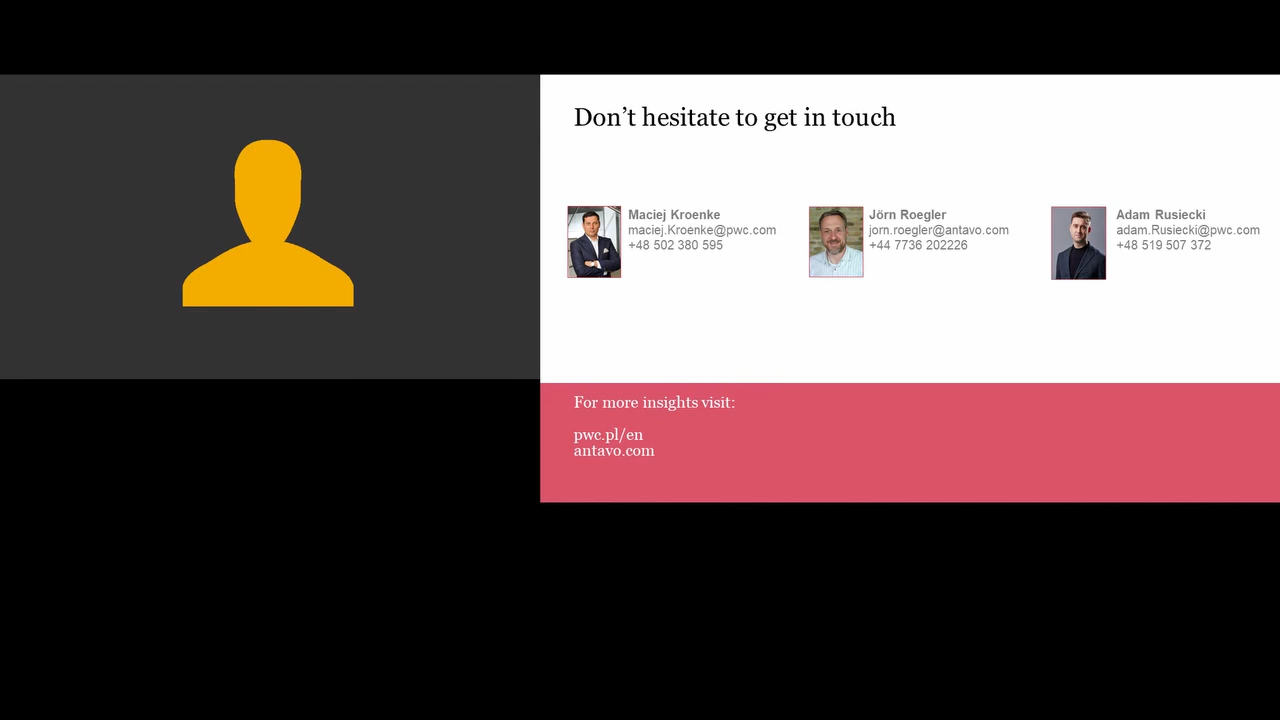 Don’t hesitate to get in touch
Maciej Kroenke
maciej.Kroenke@pwc.com
+48 502 380 595
Jörn Roegler
jorn.roegler@antavo.com
+44 7736 202226
Adam Rusiecki
adam.Rusiecki@pwc.com
+48 519 507 372
For more insights visit:
pwc.pl/en
antavo.com